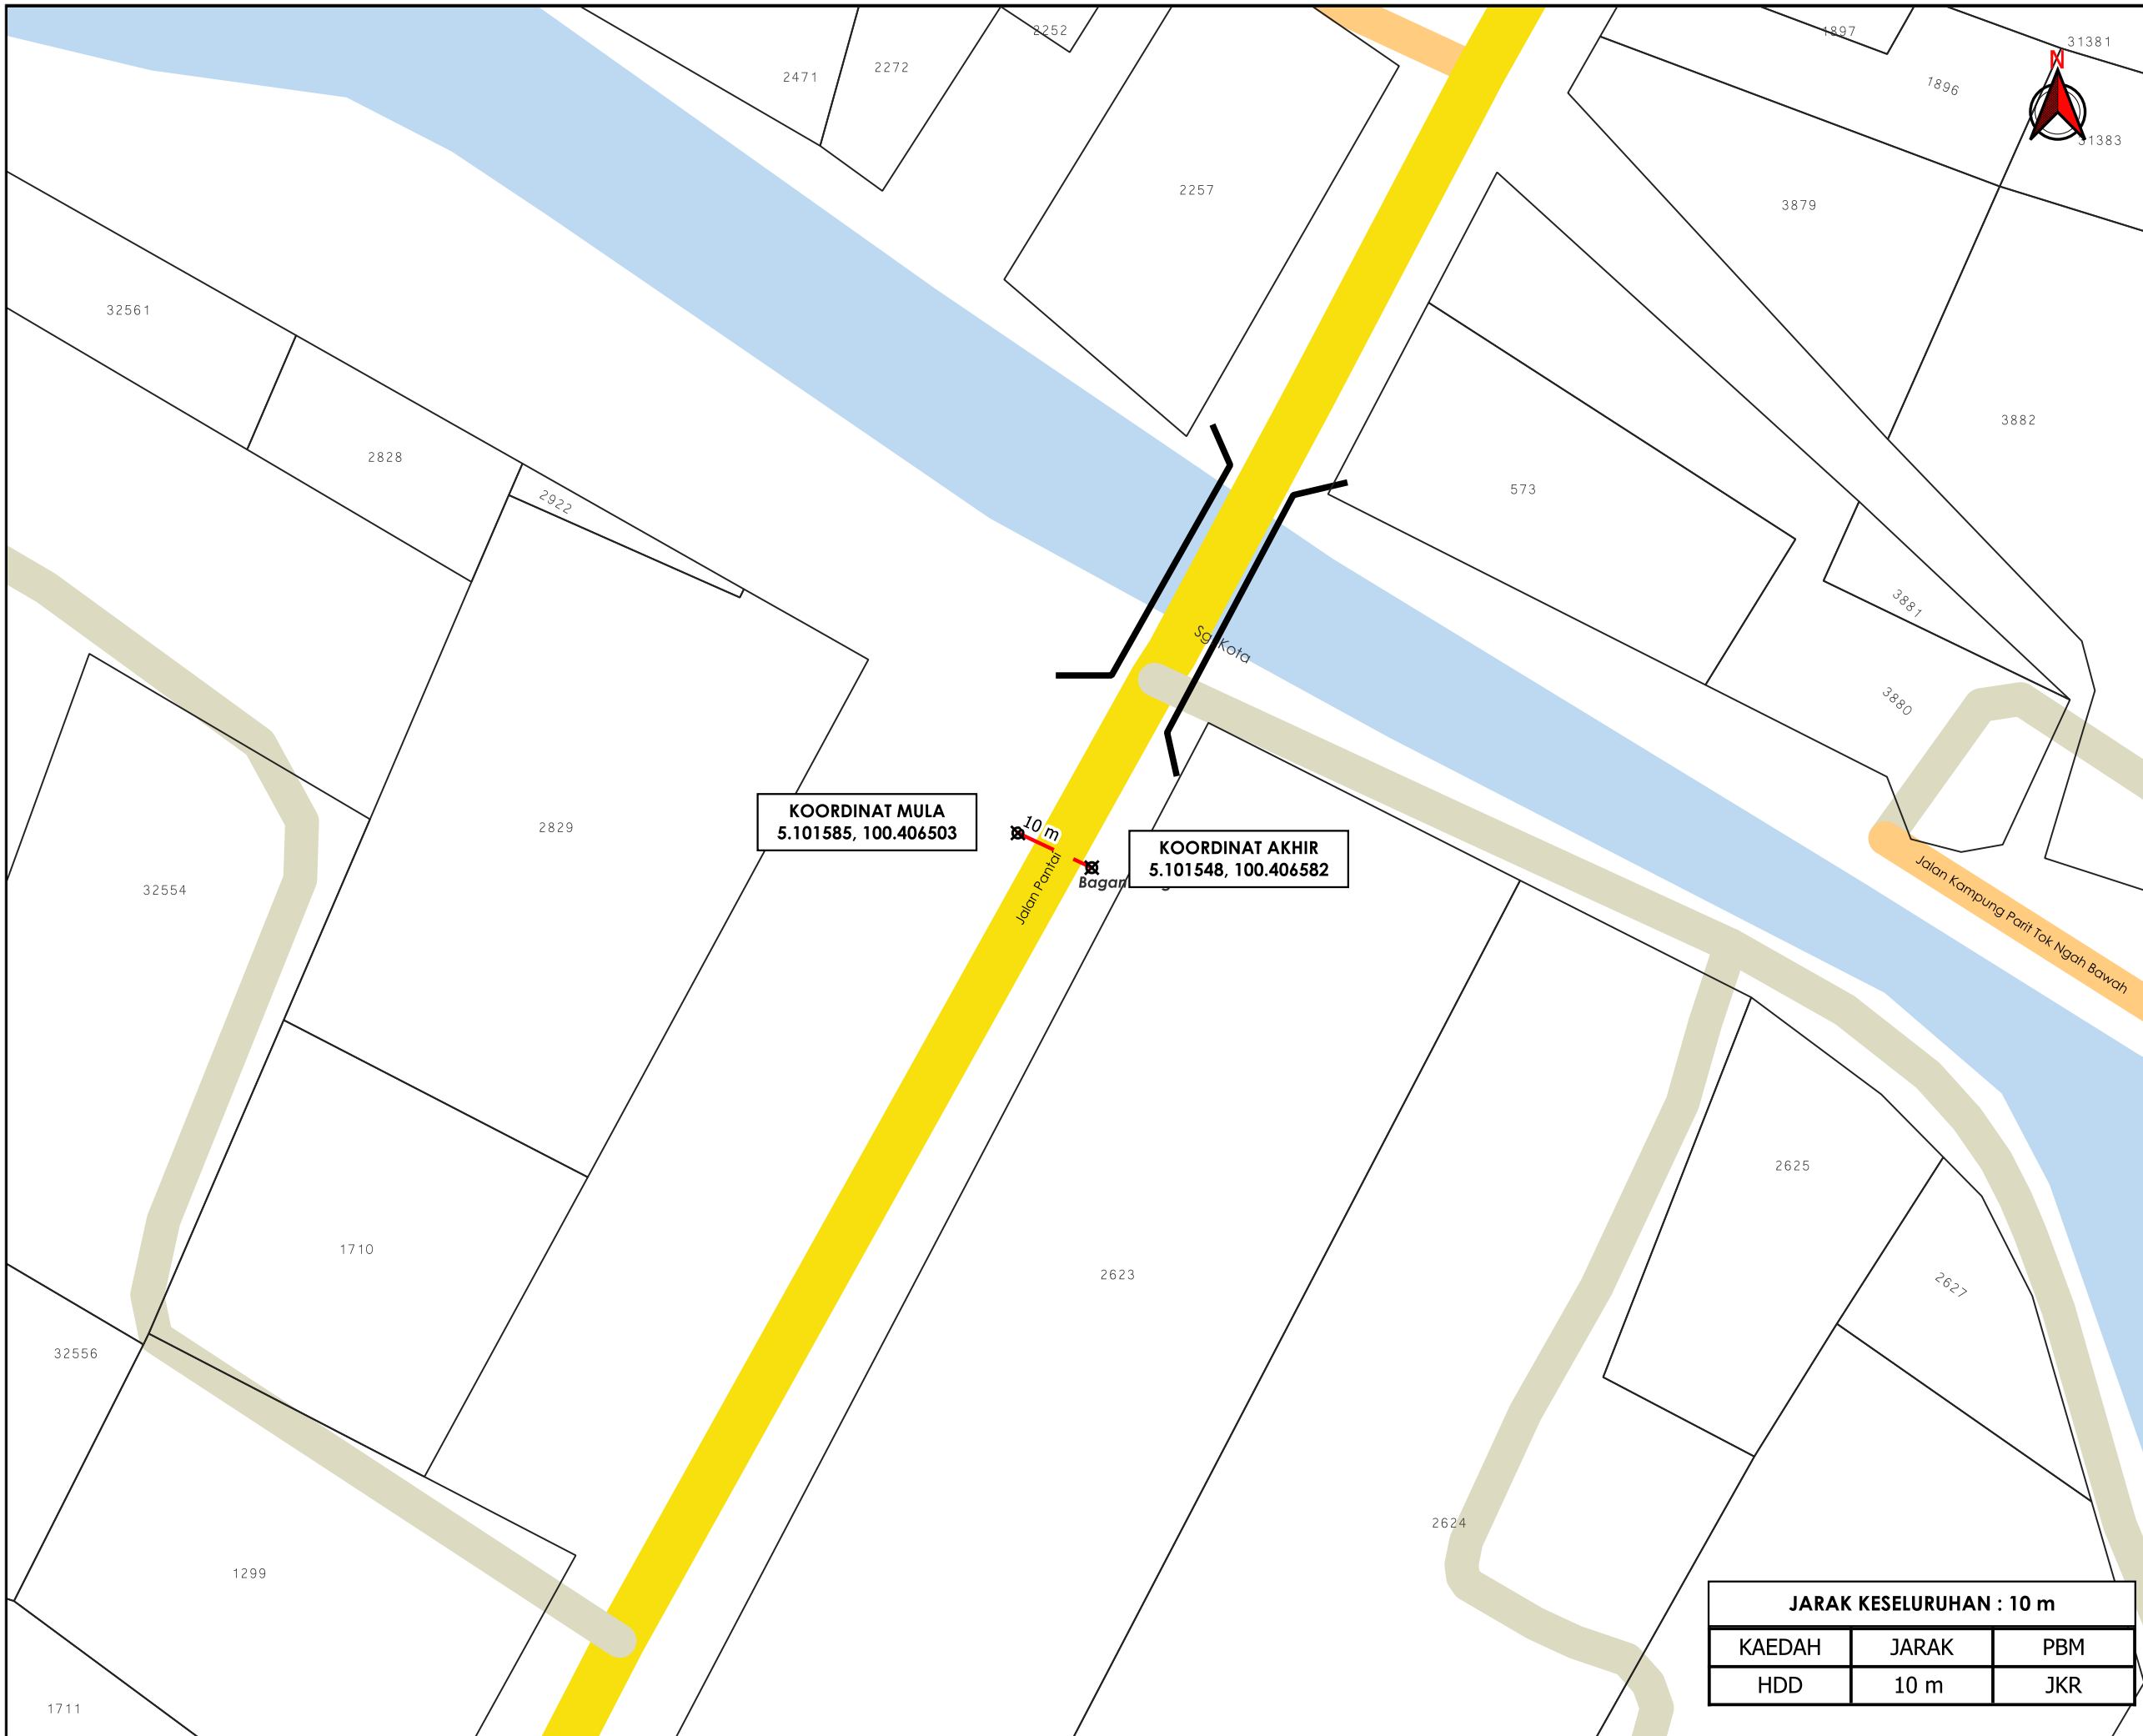 2252
1897
31381
2471
2272
N
1896
31383
2257
3879
32561
3882
2828
573
2922
3881
Sg. Kota
3880
KOORDINAT MULA
5.101585, 100.406503
10 m
2829
KOORDINAT AKHIR
5.101548, 100.406582
Jalan Pantai
Bagan
32554
Jalan Kampung Parit Tok Ngah Bawah
2625
1710
2623
2627
32556
2624
1299
1711
JARAK KESELURUHAN : 10 m
KAEDAH JARAK PBM
HDD 10 m JKR